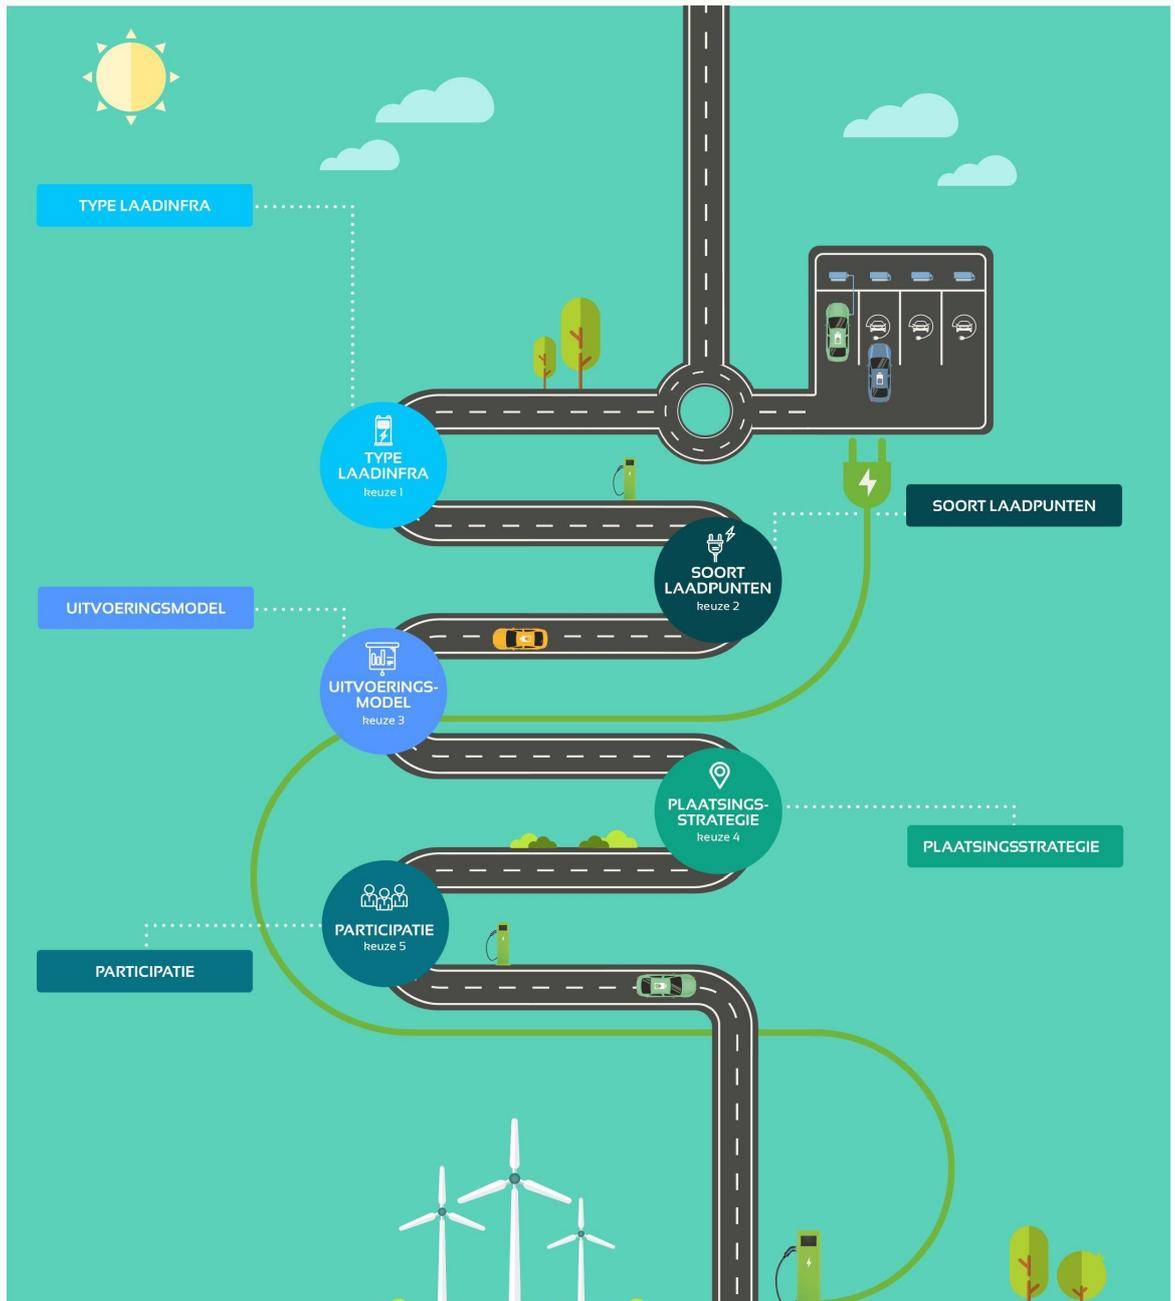 TYPE LAADINFRA
TYPE
LAADINFRA
keuze 1
SOORT LAADPUNTEN
SOORT
LAADPUNTEN
keuze 2
UITVOERINGSMODEL
UITVOERINGS-
MODEL
keuze 3
PLAATSINGS-
STRATEGIE
keuze 4
PLAATSINGSSTRATEGIE
PARTICIPATIE
keuze 5
PARTICIPATIE